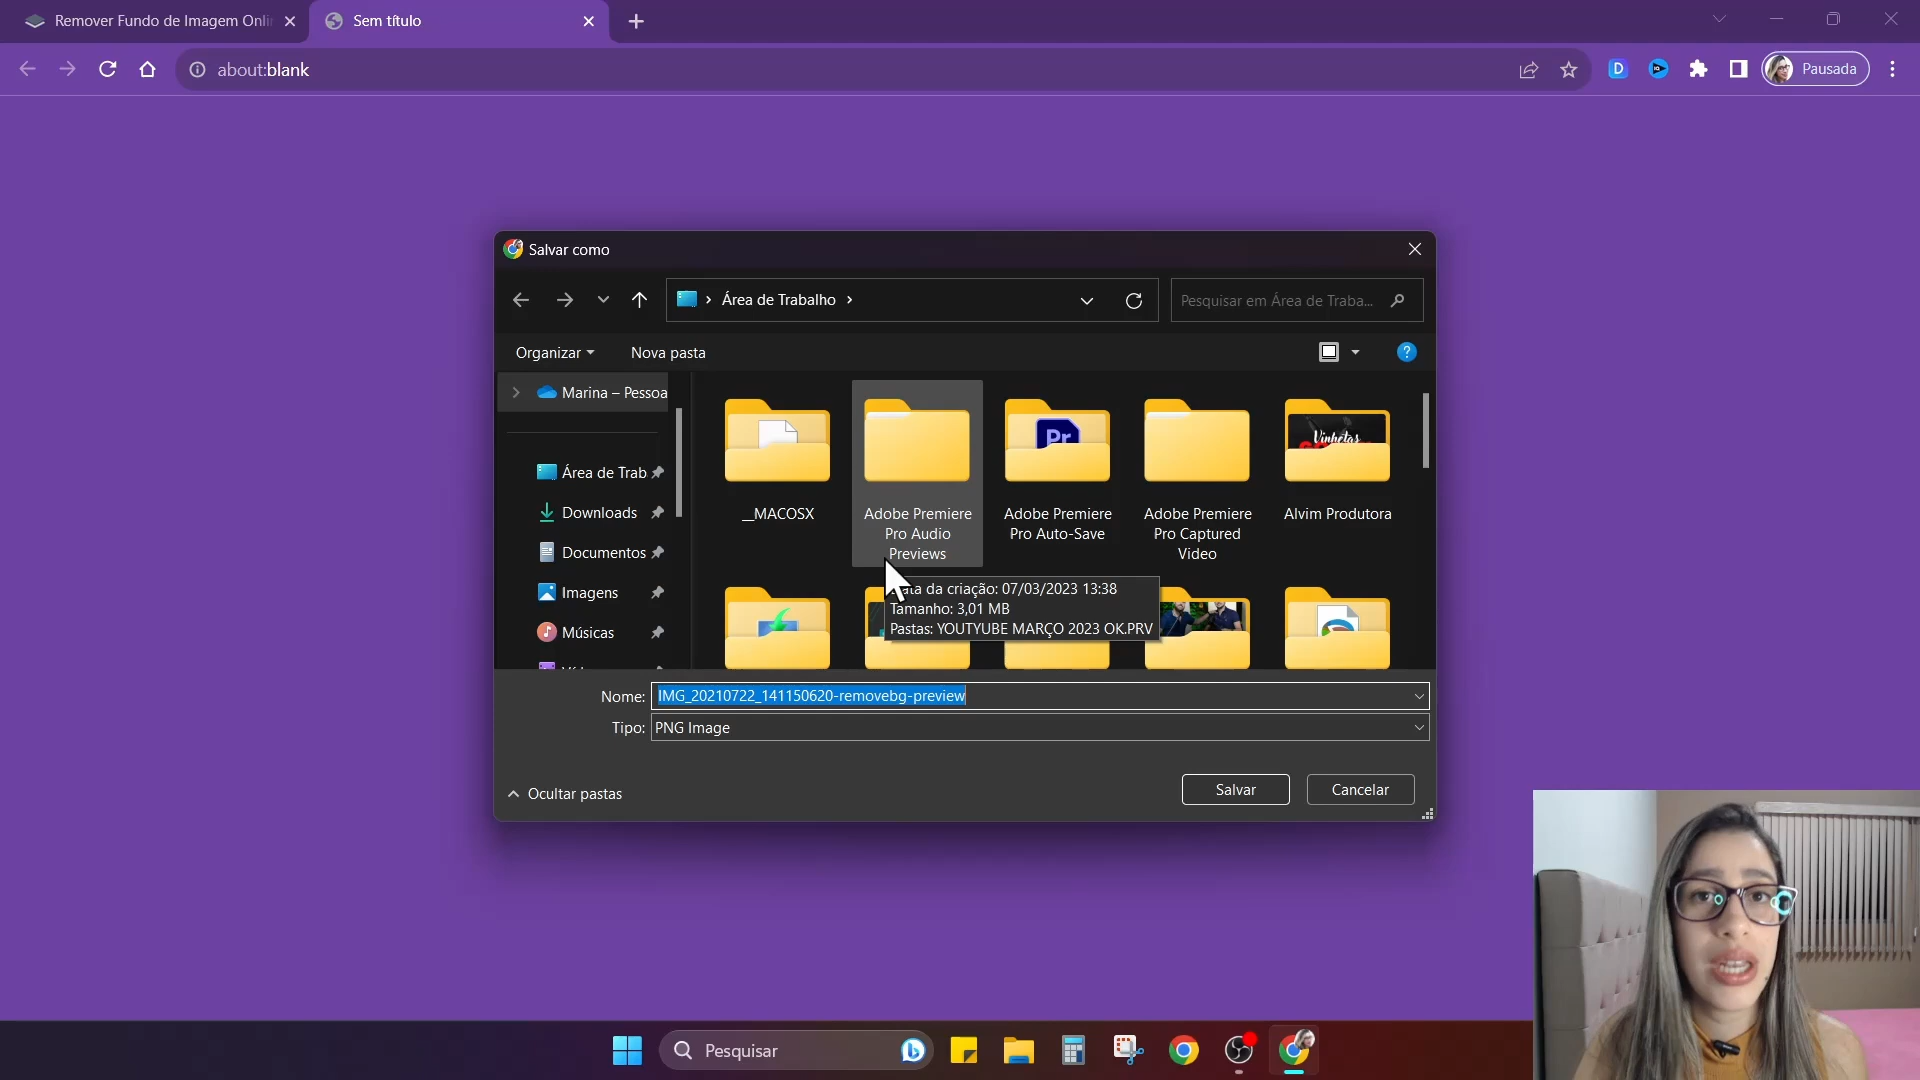 Remover Fundo de Imagem Onli
Sem título
about:blank
Pausada
Salvar como
Área de Trabalho
Pesquisar em Área de Traba...
Organizar
Nova pasta
Marina – Pessoa
Área de Trab
Downloads
Documentos
Imagens
Músicas
__MACOSX
Adobe Premiere
Pro Audio
Previews
Adobe Premiere
Pro Auto-Save
Adobe Premiere
Pro Captured
Video
Alvim Produtora
Pr
Vinhetas
ata da criação: 07/03/2023 13:38
Tamanho: 3,01 MB
Pastas: YOUTYUBE MARÇO 2023 OK.PRV
Nome: IMG_20210722_141150620-removebg-preview
Tipo: PNG Image
Ocultar pastas
Salvar
Cancelar
Pesquisar